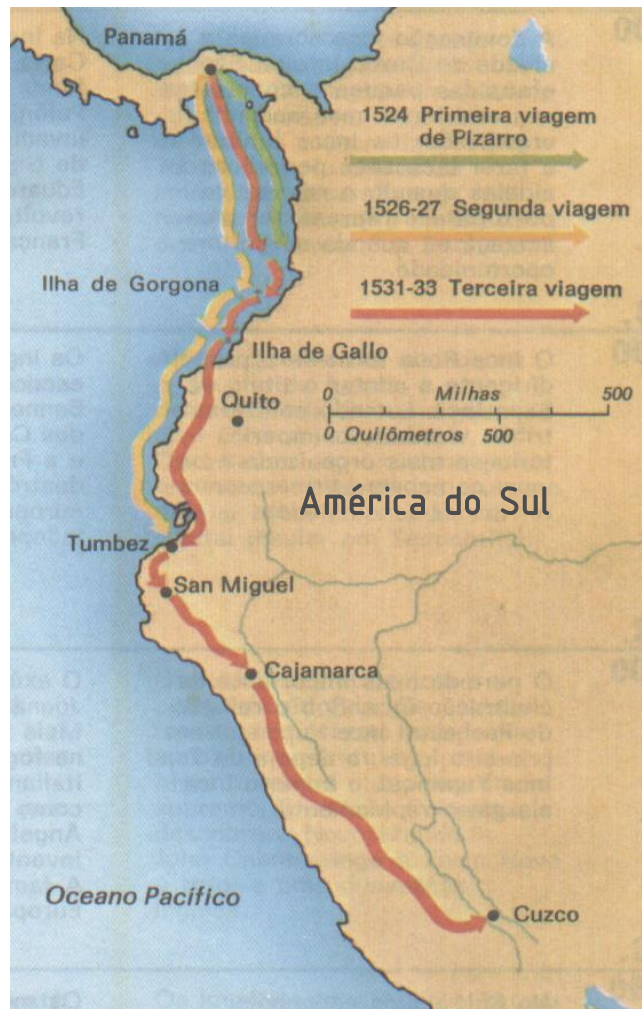 Panamá
1524 Primeira viagem
de Pizarro
1526-27 Segunda viagem
Ilha de Gorgona
1531-33 Terceira viagem
Ilha de Gallo
0 Milhas 500
Quito
0 Quilômetros 500
América do Sul
Tumbez
San Miguel
Cajamarca
Oceano Pacífico
Cuzco